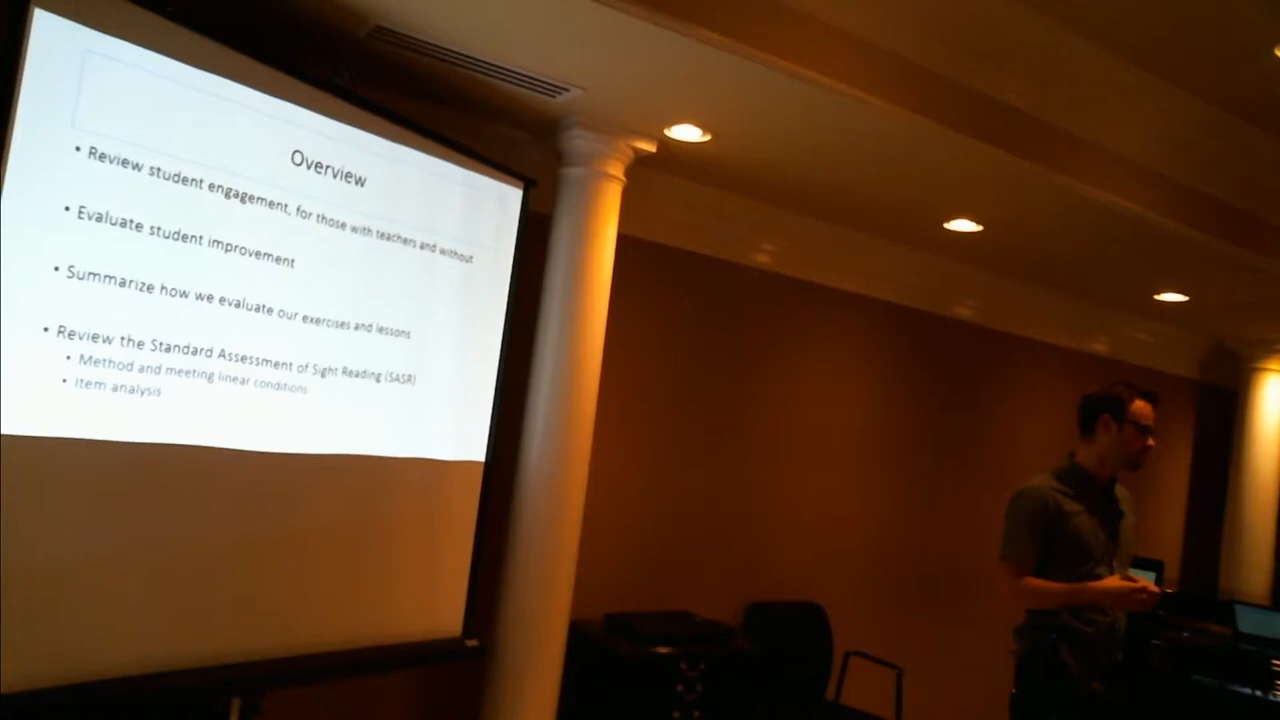 Overview
• Review student engagement, for those with teachers and without
• Evaluate student improvement
• Summarize how we evaluate our exercises and lessons
• Review the Standard Assessment of Sight Reading (SASR)
• Method and meeting linear conditions
• Item analysis